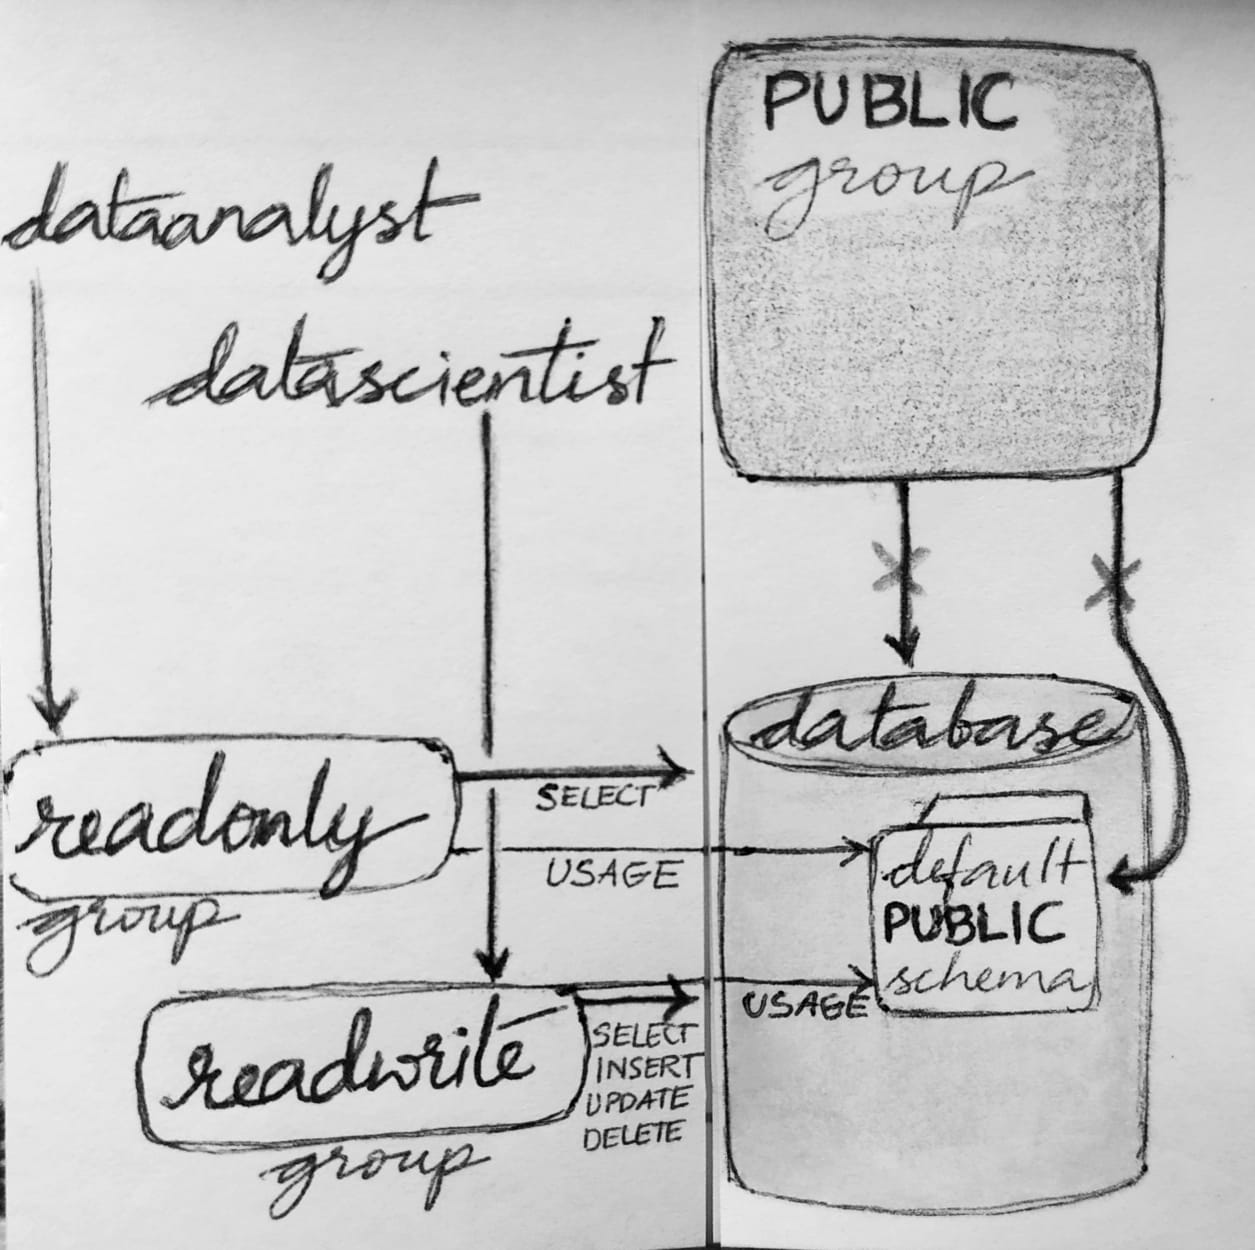 PUBLIC
group
dataanalyst
datascientist
database
SELECT
readonly
group
USAGE
default
PUBLIC
schema
USAGE
readwrite
group
SELECT
INSERT
UPDATE
DELETE